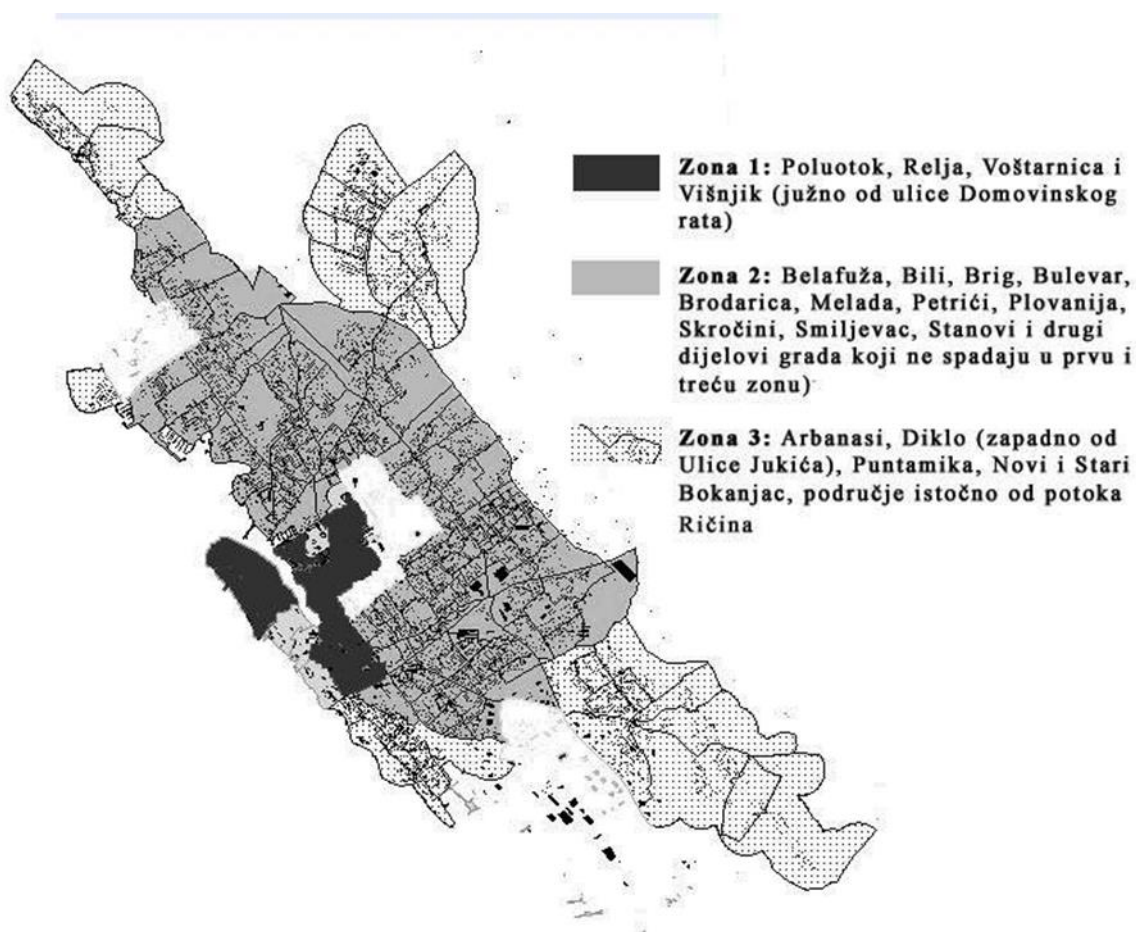 Zona 1: Poluotok, Relja, Voštarnica i
Višnjik (južno od ulice Domovinskog
rata)
Zona 2: Belafuža, Bili, Brig, Bulevar,
Brodarica, Melada, Petrići, Plovanija,
Skročini, Smiljevac, Stanovi i drugi
dijelovi grada koji ne spadaju u prvu i
treću zonu)
Zona 3: Arbanasi, Diklo (zapadno od
Ulice Jukića), Puntamika, Novi i Stari
Bokanjac, područje istočno od potoka
Ričina